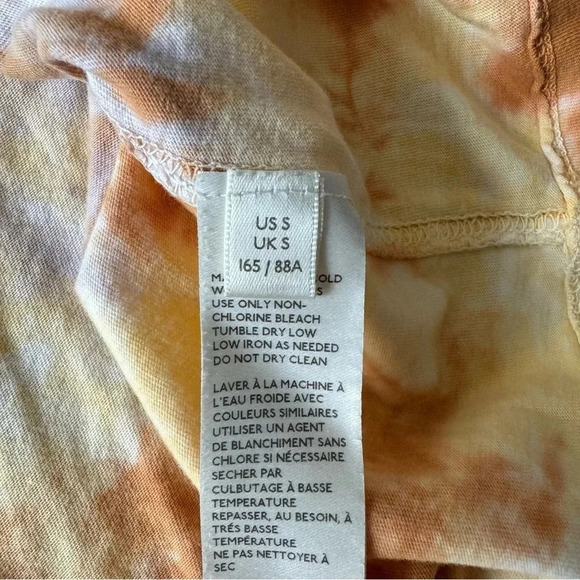 US S
UK S
165 / 88A
USE ONLY NON-
CHLORINE BLEACH
TUMBLE DRY LOW
LOW IRON AS NEEDED
DO NOT DRY CLEAN
LAVER À LA MACHINE À
L'EAU FROIDE AVEC
COULEURS SIMILAIRES
UTILISER UN AGENT
DE BLANCHIMENT SANS
CHLORE SI NÉCESSAIRE
SECHER PAR
CULBUTAGE À BASSE
TEMPERATURE
REPASSER, AU BESOIN, À
TRÉS BASSE
TEMPÉRATURE
NE PAS NETTOYER À
SEC